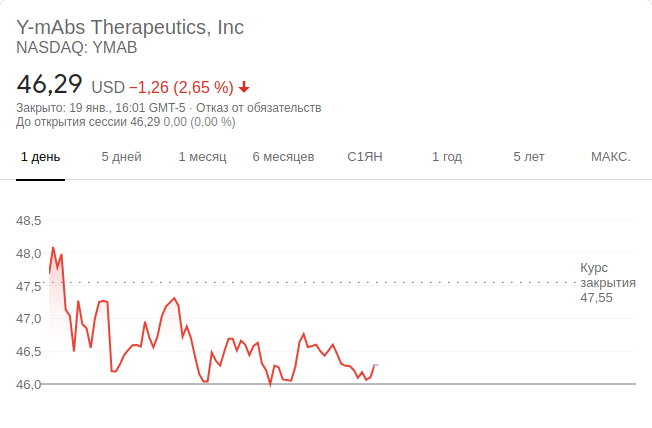 Y-mAbs Therapeutics, Inc
NASDAQ: YMAB
46,29 USD −1,26 (2,65 %)
Закрыто: 19 янв., 16:01 GMT-5 · Отказ от обязательств
До открытия сессии 46,29 0,00 (0,00 %)
1 день 5 дней 1 месяц 6 месяцев С1ЯН 1 год 5 лет МАКС.
48,5
48,0
Курс
закрытия
47,5
47,55
47,0
46,5
46,0